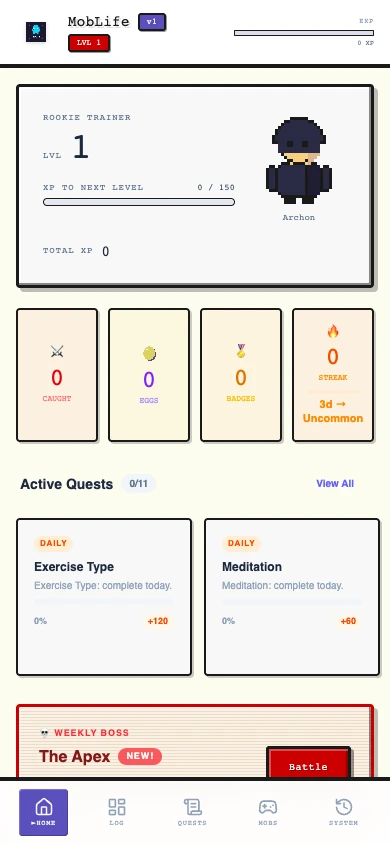 MobLife v1
LVL 1
EXP
0 XP
ROOKIE TRAINER
LVL 1
XP TO NEXT LEVEL 0 / 150
TOTAL XP 0
Archon
0
CAUGHT
0
EGGS
0
BADGES
0
STREAK
3d →
Uncommon
Active Quests 0/11 View All
DAILY
Exercise Type
Exercise Type: complete today.
0% +120
DAILY
Meditation
Meditation: complete today.
0% +60
WEEKLY BOSS
The Apex NEW!
Battle
►HOME LOG QUESTS MOBS SYSTEM